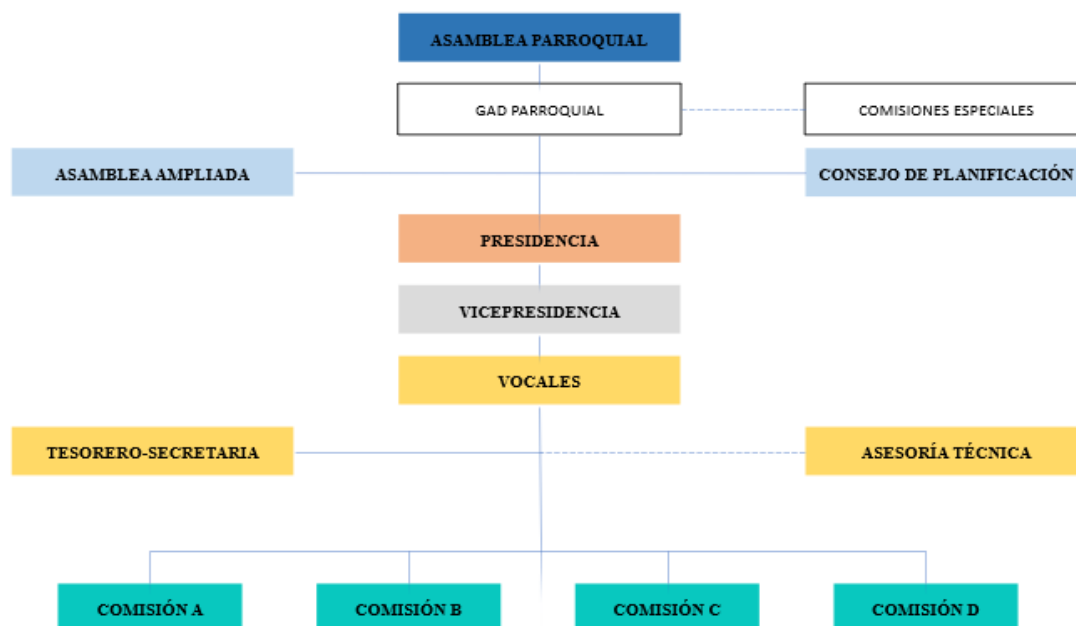 ASAMBLEA PARROQUIAL
GAD PARROQUIAL
COMISIONES ESPECIALES
ASAMBLEA AMPLIADA
CONSEJO DE PLANIFICACIÓN
PRESIDENCIA
VICEPRESIDENCIA
VOCALES
TESORERO-SECRETARIA
ASESORÍA TÉCNICA
COMISIÓN A
COMISIÓN B
COMISIÓN C
COMISIÓN D